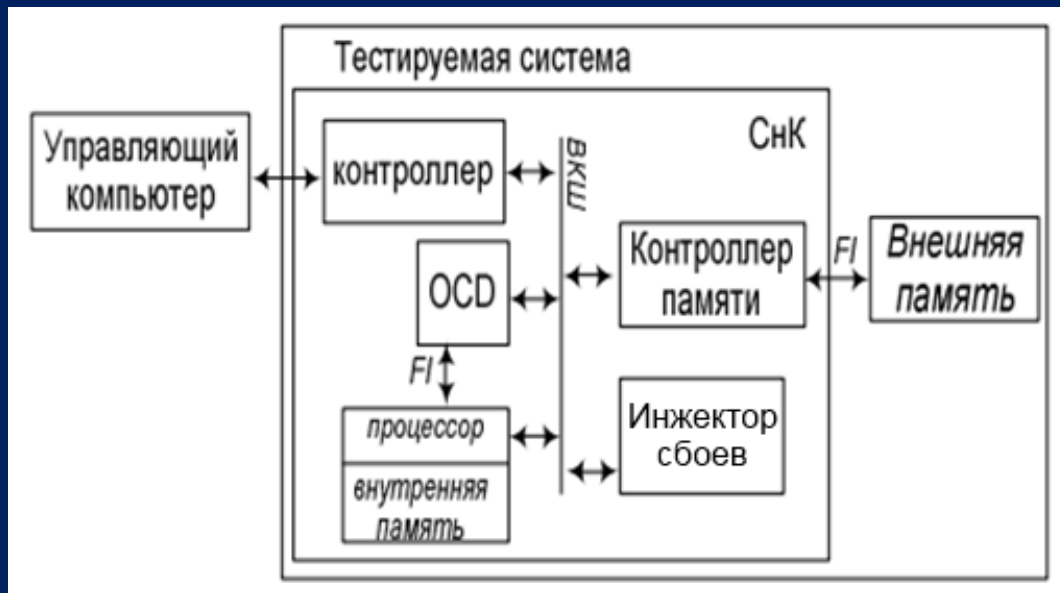 Тестируемая система
СнК
Управляющий
компьютер
контроллер
ВКШ
OCD
Контроллер
памяти
FI
Внешняя
память
FI
процессор
внутренняя
память
Инжектор
сбоев